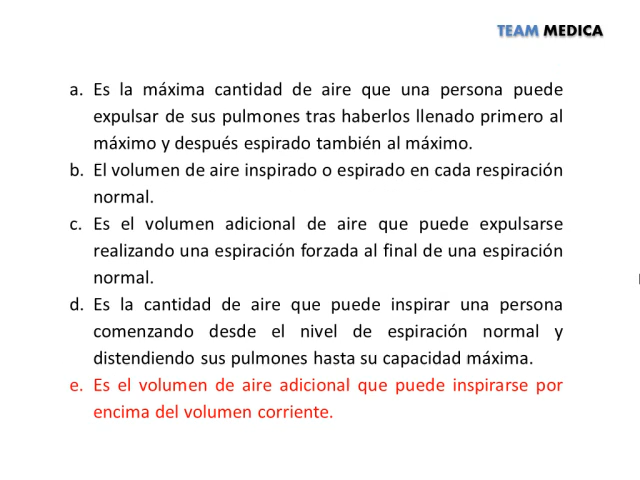 TEAM MEDICA
a. Es la máxima cantidad de aire que una persona puede
expulsar de sus pulmones tras haberlos llenado primero al
máximo y después espirado también al máximo.
b. El volumen de aire inspirado o espirado en cada respiración
normal.
c. Es el volumen adicional de aire que puede expulsarse
realizando una espiración forzada al final de una espiración
normal.
d. Es la cantidad de aire que puede inspirar una persona
comenzando desde el nivel de espiración normal y
distendiendo sus pulmones hasta su capacidad máxima.
e. Es el volumen de aire adicional que puede inspirarse por
encima del volumen corriente.